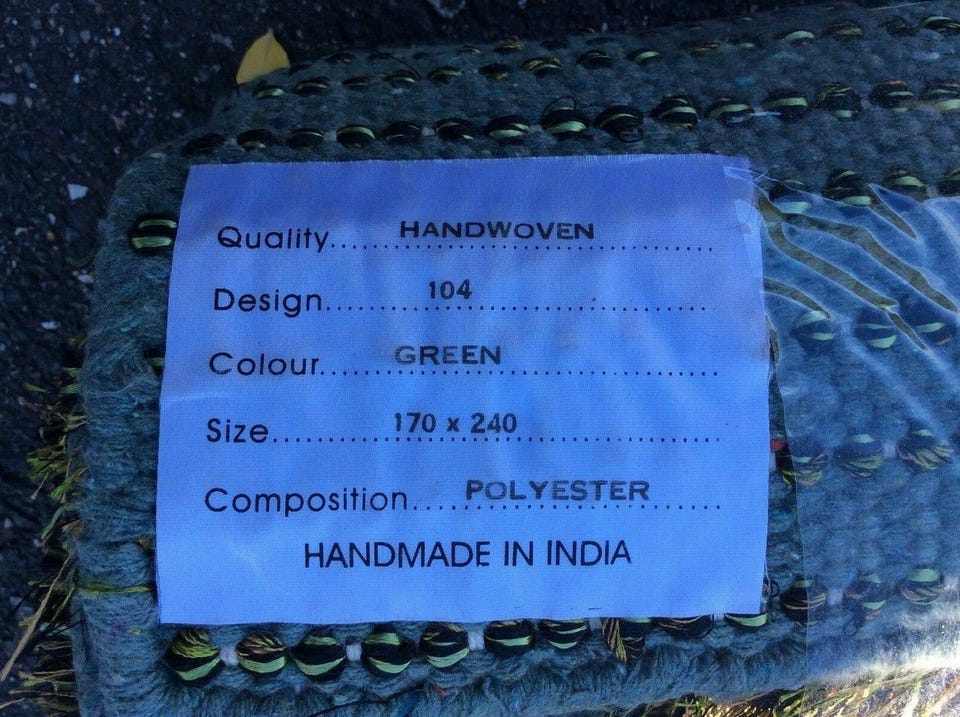 Quality..... HANDWOVEN
Design..... 104
Colour..... GREEN
Size..... 170 x 240
Composition..... POLYESTER
HANDMADE IN INDIA